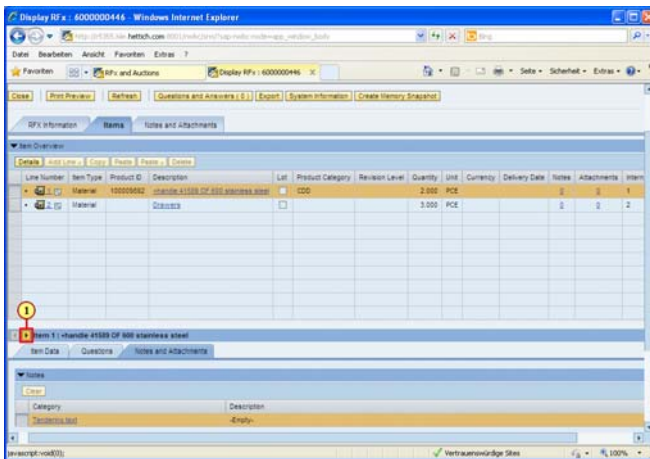 Display RFx : 6000000446 - Windows Internet Explorer
hettich.com
Bing
Datei Bearbeiten Ansicht Favoriten Extras ?
Favoriten RFx and Auctions Display RFx : 6000000446 Seite Sicherheit Extras
Close Print Preview Refresh Questions and Answers ( 0 ) Export System Information Create Memory Snapshot
RFX Information Items Notes and Attachments
Item Overview
Details Add Line Copy Paste Paste Delete
Line Number Item Type Product ID Description Lot Product Category Revision Level Quantity Unit Currency Delivery Date Notes Attachments Intern
1 Material 100005692 +handle 41589 OF 600 stainless steel CDD 2.000 PCE 0 0 1
2 Material Drawers 3.000 PCE 0 0 2
1
Item 1 : +handle 41589 OF 600 stainless steel
Item Data Questions Notes and Attachments
Notes
Clear
Category Description
Tendering text -Empty-
javascript:void(0); Vertrauenswürdige Sites 100%